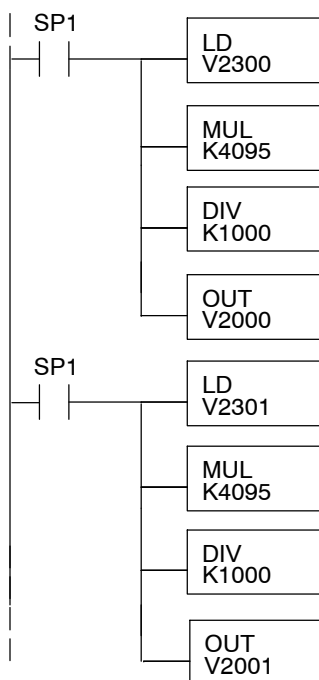 SP1
LD
V2300
MUL
K4095
DIV
K1000
OUT
V2000
SP1
LD
V2301
MUL
K4095
DIV
K1000
OUT
V2001